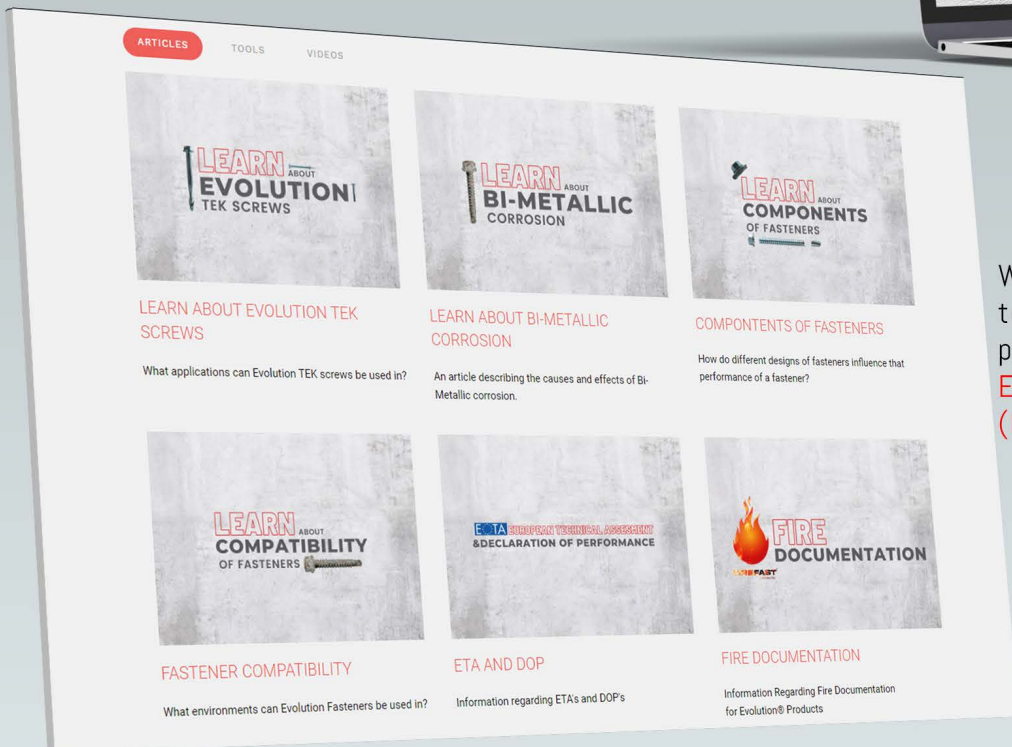 ARTICLES TOOLS VIDEOS
LEARN ABOUT
EVOLUTION
TEK SCREWS
LEARN ABOUT
BI-METALLIC
CORROSION
LEARN ABOUT
COMPONENTS
OF FASTENERS
LEARN ABOUT EVOLUTION TEK
SCREWS
What applications can Evolution TEK screws be used in?
LEARN ABOUT BI-METALLIC
CORROSION
An article describing the causes and effects of Bi-
Metallic corrosion.
COMPONTENTS OF FASTENERS
How do different designs of fasteners influence that
performance of a fastener?
LEARN ABOUT
COMPATIBILITY
OF FASTENERS
EOTA EUROPEAN TECHNICAL ASSESMENT
&DECLARATION OF PERFORMANCE
FIRE
DOCUMENTATION
FASTENER COMPATIBILITY
What environments can Evolution Fasteners be used in?
ETA AND DOP
Information regarding ETA's and DOP's
FIRE DOCUMENTATION
Information Regarding Fire Documentation
for Evolution® Products